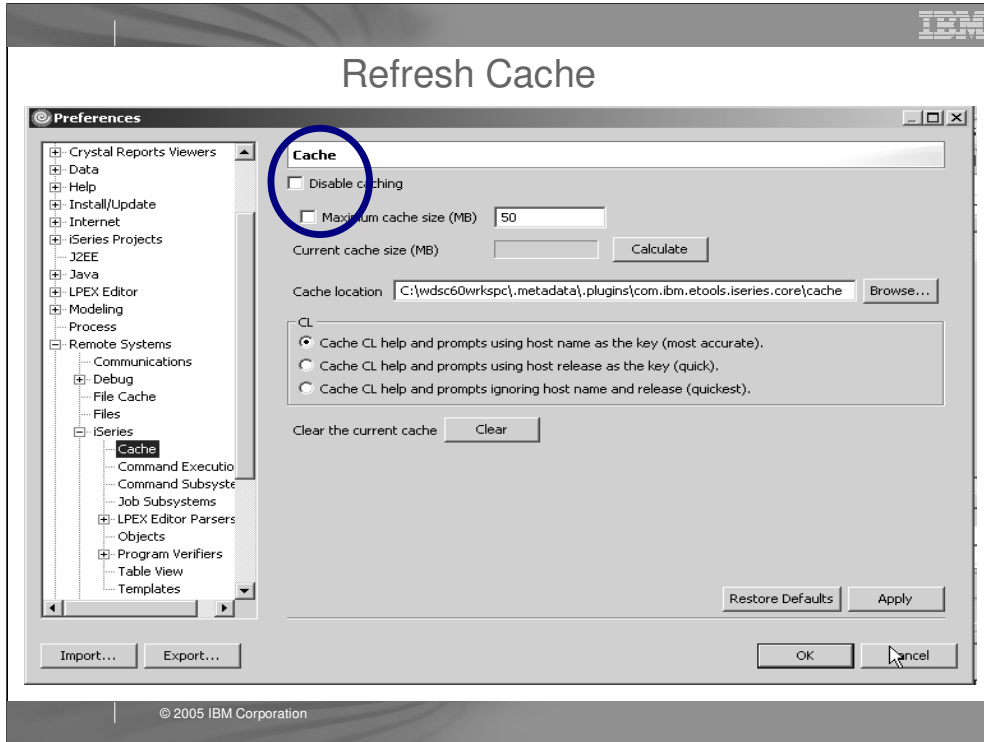 IBM
Refresh Cache
Preferences
Crystal Reports Viewers
Data
Help
Install/Update
Internet
iSeries Projects
J2EE
Java
LPEX Editor
Modeling
Process
Remote Systems
Communications
Debug
File Cache
Files
iSeries
Cache
Command Executio
Command Subsyste
Job Subsystems
LPEX Editor Parsers
Objects
Program Verifiers
Table View
Templates
Cache
Disable caching
Maximum cache size (MB) 50
Current cache size (MB) Calculate
Cache location C:\wdsc60wrkspc\.metadata\.plugins\com.ibm.etools.iseries.core\cache Browse...
CL
Cache CL help and prompts using host name as the key (most accurate).
Cache CL help and prompts using host release as the key (quick).
Cache CL help and prompts ignoring host name and release (quickest).
Clear the current cache Clear
Restore Defaults Apply
Import... Export... OK Cancel
© 2005 IBM Corporation